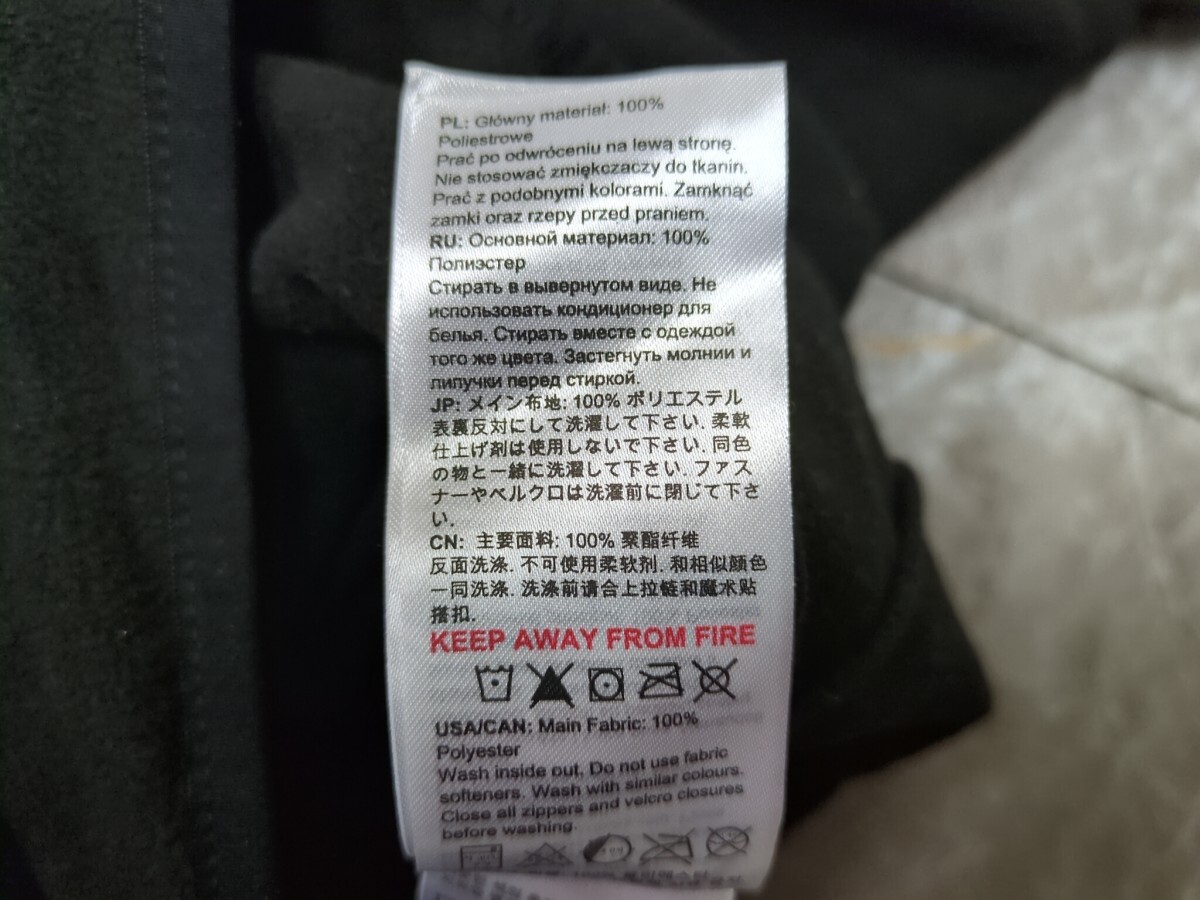 PL: Główny materiał: 100%
Poliestrowe
Prać po odwróceniu na lewą stronę.
Nie stosować zmiękczaczy do tkanin.
Prać z podobnymi kolorami. Zamknąć
zamki oraz rzepy przed praniem.
RU: Основной материал: 100%
Полиэстер
Стирать в вывернутом виде. Не
использовать кондиционер для
белья. Стирать вместе с одеждой
того же цвета. Застегнуть молнии и
липучки перед стиркой.
JP: メイン布地: 100% ポリエステル
表裏反対にして洗濯して下さい. 柔軟
仕上げ剤は使用しないで下さい. 同色
の物と一緒に洗濯して下さい. ファス
ナーやベルクロは洗濯前に閉じて下さ
い.
CN: 主要面料: 100% 聚酯纤维
反面洗涤. 不可使用柔软剂. 和相似颜色
一同洗涤. 洗涤前请合上拉链和魔术贴
搭扣.
KEEP AWAY FROM FIRE
USA/CAN: Main Fabric: 100%
Polyester
Wash inside out. Do not use fabric
softeners. Wash with similar colours.
Close all zippers and velcro closures
before washing.